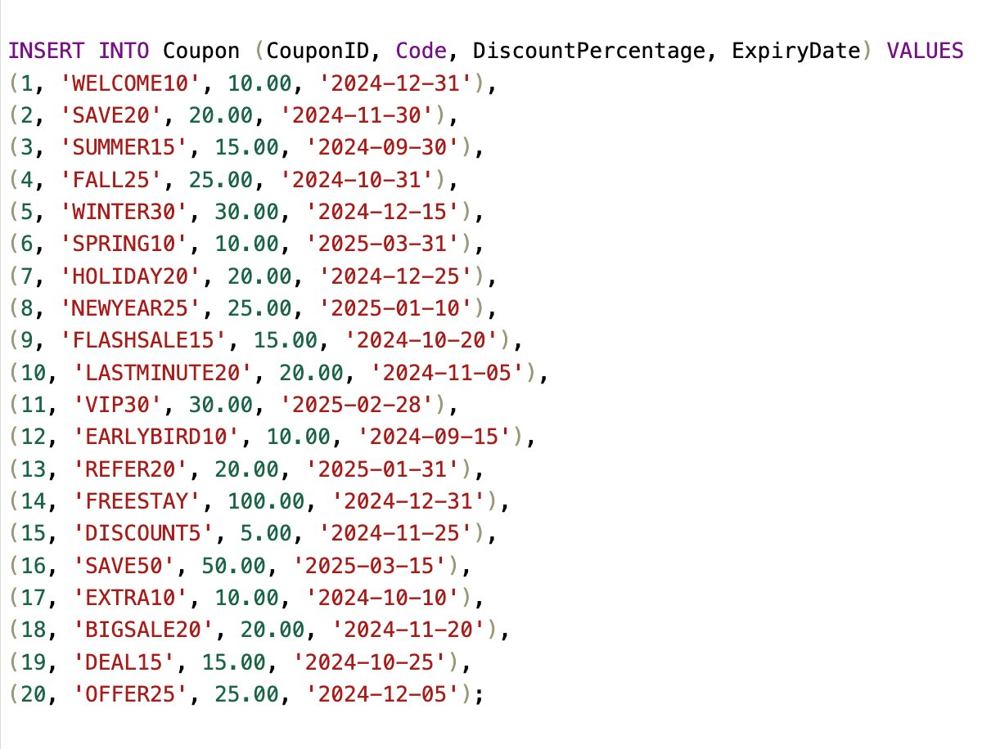 INSERT INTO Coupon (CouponID, Code, DiscountPercentage, ExpiryDate) VALUES
(1, 'WELCOME10', 10.00, '2024-12-31'),
(2, 'SAVE20', 20.00, '2024-11-30'),
(3, 'SUMMER15', 15.00, '2024-09-30'),
(4, 'FALL25', 25.00, '2024-10-31'),
(5, 'WINTER30', 30.00, '2024-12-15'),
(6, 'SPRING10', 10.00, '2025-03-31'),
(7, 'HOLIDAY20', 20.00, '2024-12-25'),
(8, 'NEWYEAR25', 25.00, '2025-01-10'),
(9, 'FLASHSALE15', 15.00, '2024-10-20'),
(10, 'LASTMINUTE20', 20.00, '2024-11-05'),
(11, 'VIP30', 30.00, '2025-02-28'),
(12, 'EARLYBIRD10', 10.00, '2024-09-15'),
(13, 'REFER20', 20.00, '2025-01-31'),
(14, 'FREESTAY', 100.00, '2024-12-31'),
(15, 'DISCOUNT5', 5.00, '2024-11-25'),
(16, 'SAVE50', 50.00, '2025-03-15'),
(17, 'EXTRA10', 10.00, '2024-10-10'),
(18, 'BIGSALE20', 20.00, '2024-11-20'),
(19, 'DEAL15', 15.00, '2024-10-25'),
(20, 'OFFER25', 25.00, '2024-12-05');